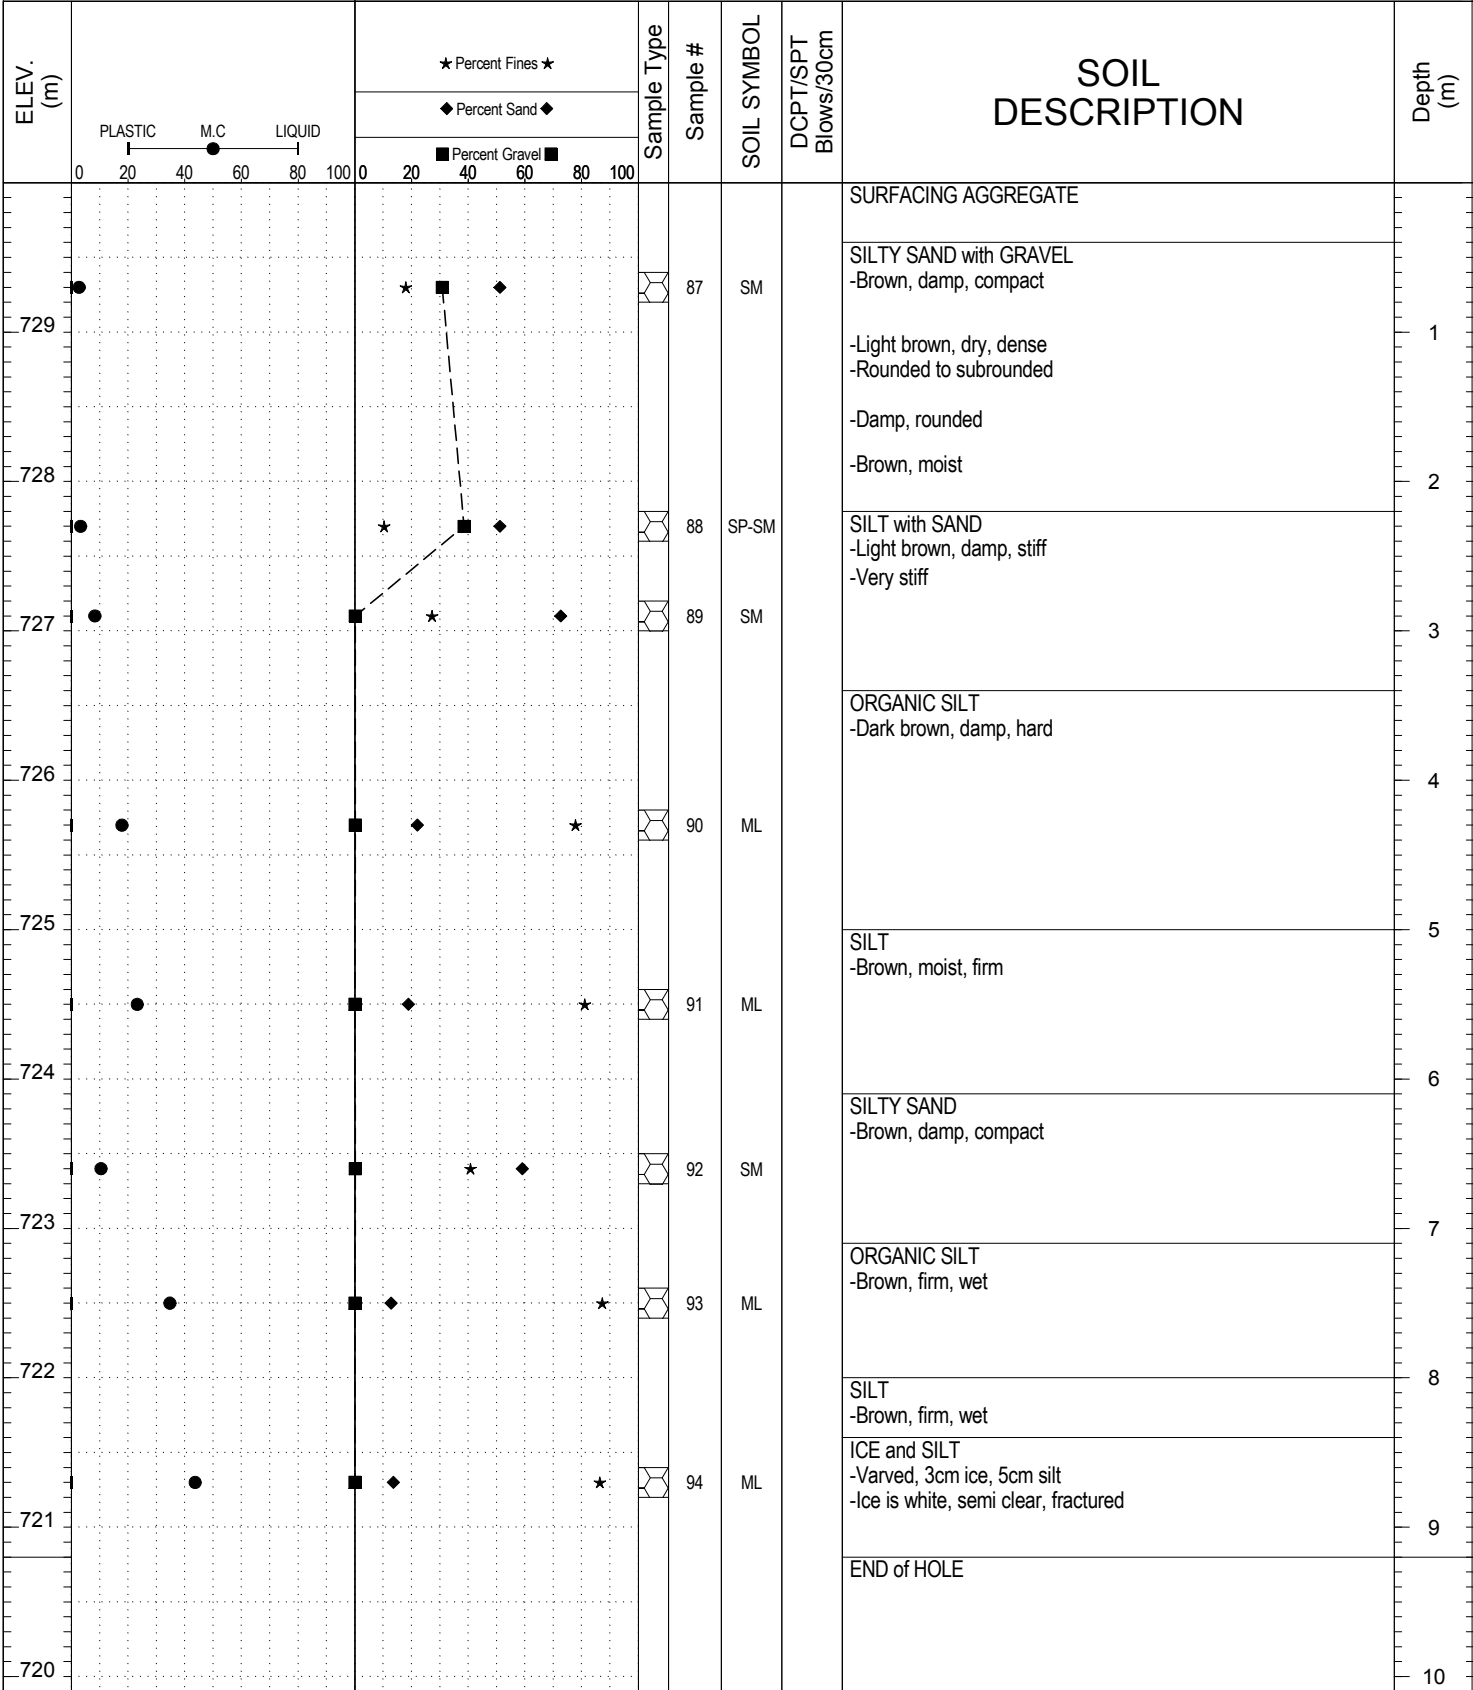 ELEV.
(m)
PLASTIC M.C LIQUID
0 20 40 60 80 100
★ Percent Fines ★
◆ Percent Sand ◆
■ Percent Gravel ■
0 20 40 60 80 100
Sample Type
Sample #
SOIL SYMBOL
DCPT/SPT
Blows/30cm
SOIL
DESCRIPTION
Depth
(m)
SURFACING AGGREGATE
SILTY SAND with GRAVEL
-Brown, damp, compact
87 SM
729
1
-Light brown, dry, dense
-Rounded to subrounded
-Damp, rounded
-Brown, moist
728
2
88 SP-SM
SILT with SAND
-Light brown, damp, stiff
-Very stiff
89 SM
727
3
ORGANIC SILT
-Dark brown, damp, hard
726
4
90 ML
725
5
SILT
-Brown, moist, firm
91 ML
724
6
SILTY SAND
-Brown, damp, compact
92 SM
723
7
ORGANIC SILT
-Brown, firm, wet
93 ML
722
8
SILT
-Brown, firm, wet
ICE and SILT
-Varved, 3cm ice, 5cm silt
-Ice is white, semi clear, fractured
94 ML
721
9
END of HOLE
720
10